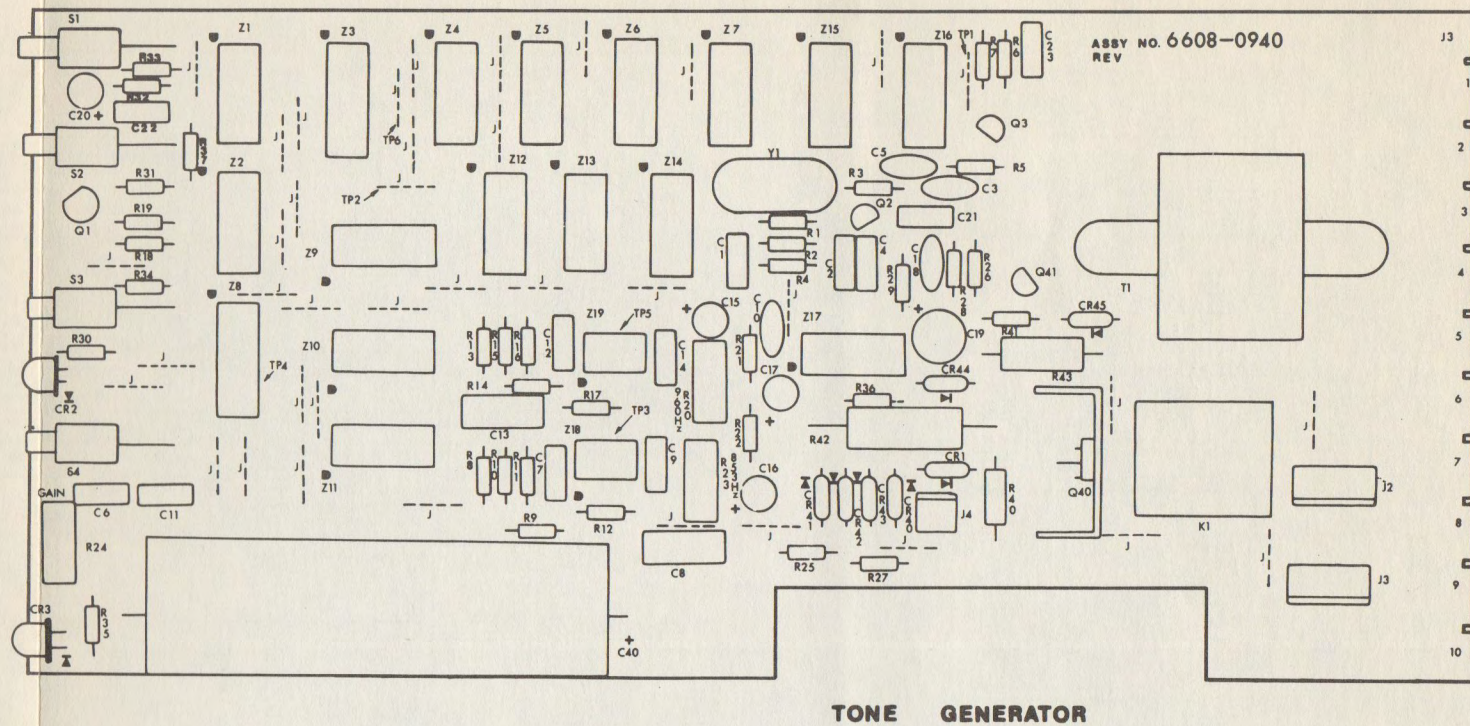 S1
Z1
Z3
Z4
Z5
Z6
Z7
Z15
Z16
TP1
R7
R6
C23
ASSY NO. 6608-0940
REV
J3
R33
J
J
J
J
J
J
J
J
1
R32
C20 +
C22
TP6
Q3
2
R37
Z2
Z12
Z13
Z14
Y1
C5
R5
S2
R31
TP2
J
R3
C3
Q2
3
R19
C21
Q1
R18
Z9
C1
R1
R2
R4
C2
C4
R29
C18
R28
R26
Q41
4
J
J
J
S3
R34
Z8
J
J
J
J
J
T1
Z19
TP5
+
C15
C10
J
Z17
+
C19
R41
CR45
5
R13
R15
R16
C12
C14
R21
R30
Z10
TP4
J
J
R14
R17
960Hz
R20
C17
+
CR44
R43
CR2
J
J
C13
TP3
R36
6
Z18
R22
R42
J
J
S4
R8
R10
R11
C7
C9
R23
853Hz
CR1
7
J
J
J
Z11
C16
+
CR41
CR42
CR43
CR40
J4
R40
Q40
K1
J2
GAIN
C6
C11
J
R12
R9
J
J
J
J
8
R24
C8
R25
R27
J
J3
9
CR3
R35
+
C40
10
TONE GENERATOR